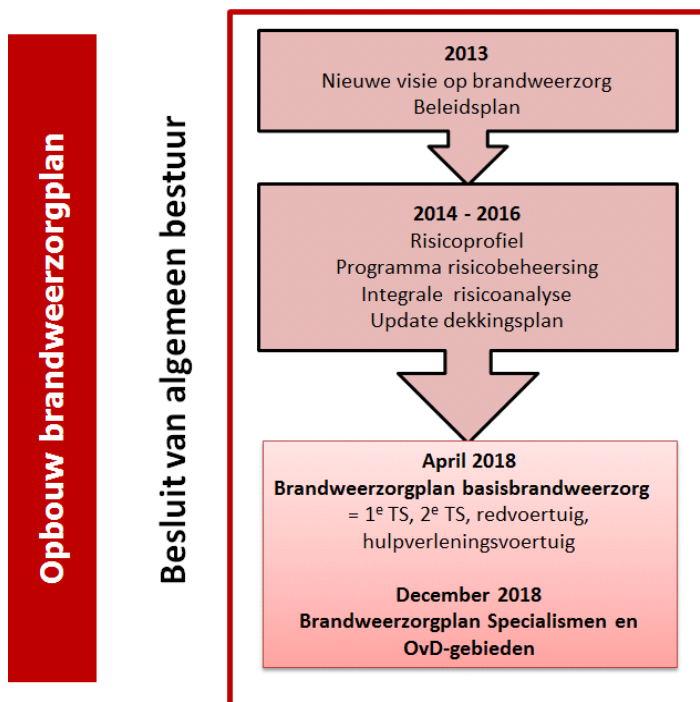 Opbouw brandweerzorgplan
Besluit van algemeen bestuur
2013
Nieuwe visie op brandweerzorg
Beleidsplan
2014 - 2016
Risicoprofiel
Programma risicobeheersing
Integrale risicoanalyse
Update dekkingsplan
April 2018
Brandweerzorgplan basisbrandweerzorg
= 1e TS, 2e TS, redvoertuig,
hulpverleningsvoertuig
December 2018
Brandweerzorgplan Specialismen en
OvD-gebieden